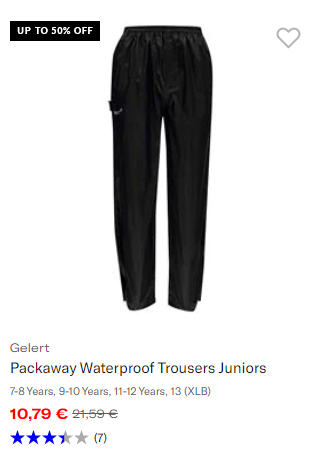 UP TO 50% OFF
Gelert
Packaway Waterproof Trousers Juniors
7-8 Years, 9-10 Years, 11-12 Years, 13 (XLB)
10,79 € 21,59 €
(7)